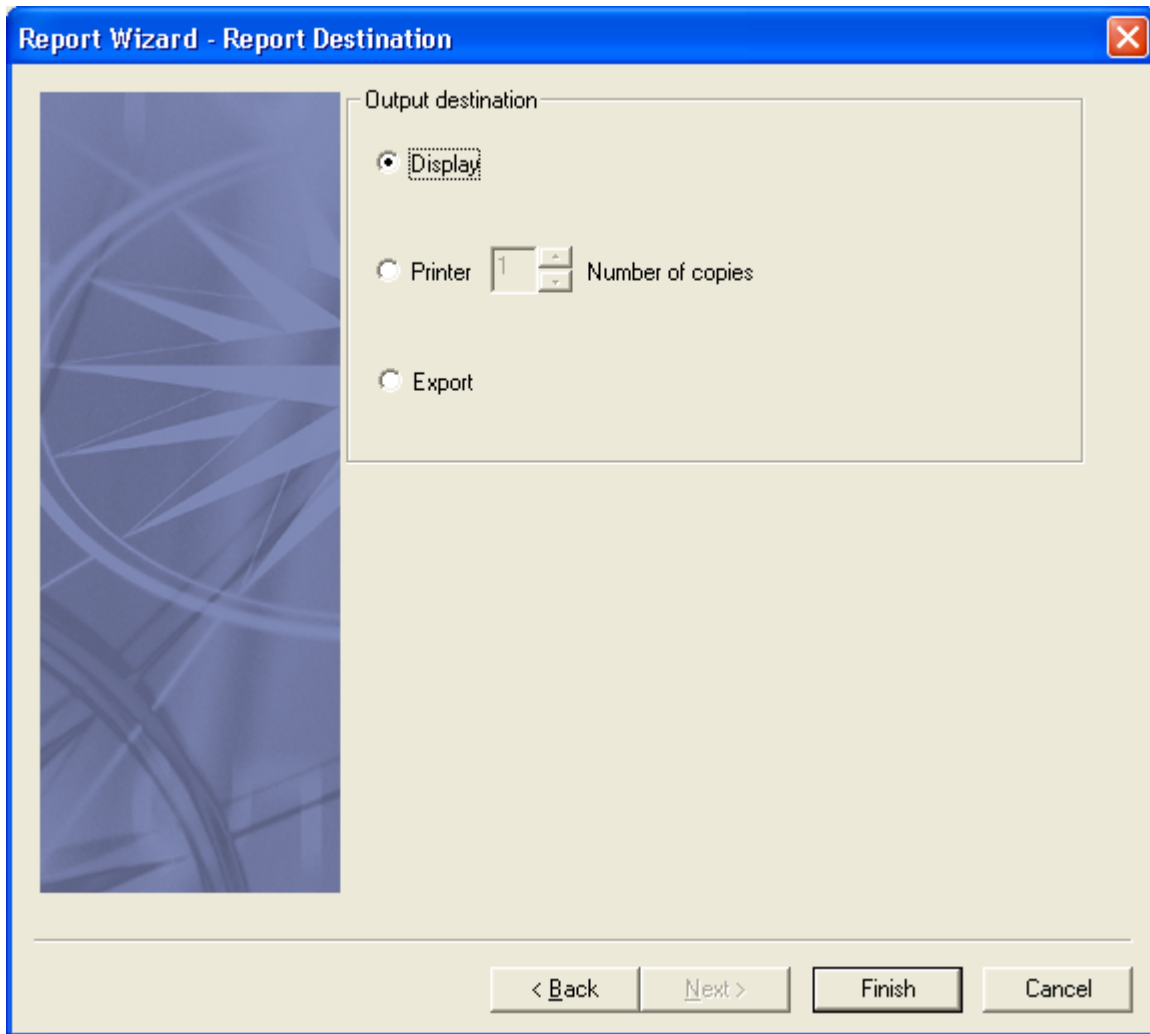 Report Wizard - Report Destination
Output destination
Display
Printer 1 Number of copies
Export
< Back Next > Finish Cancel